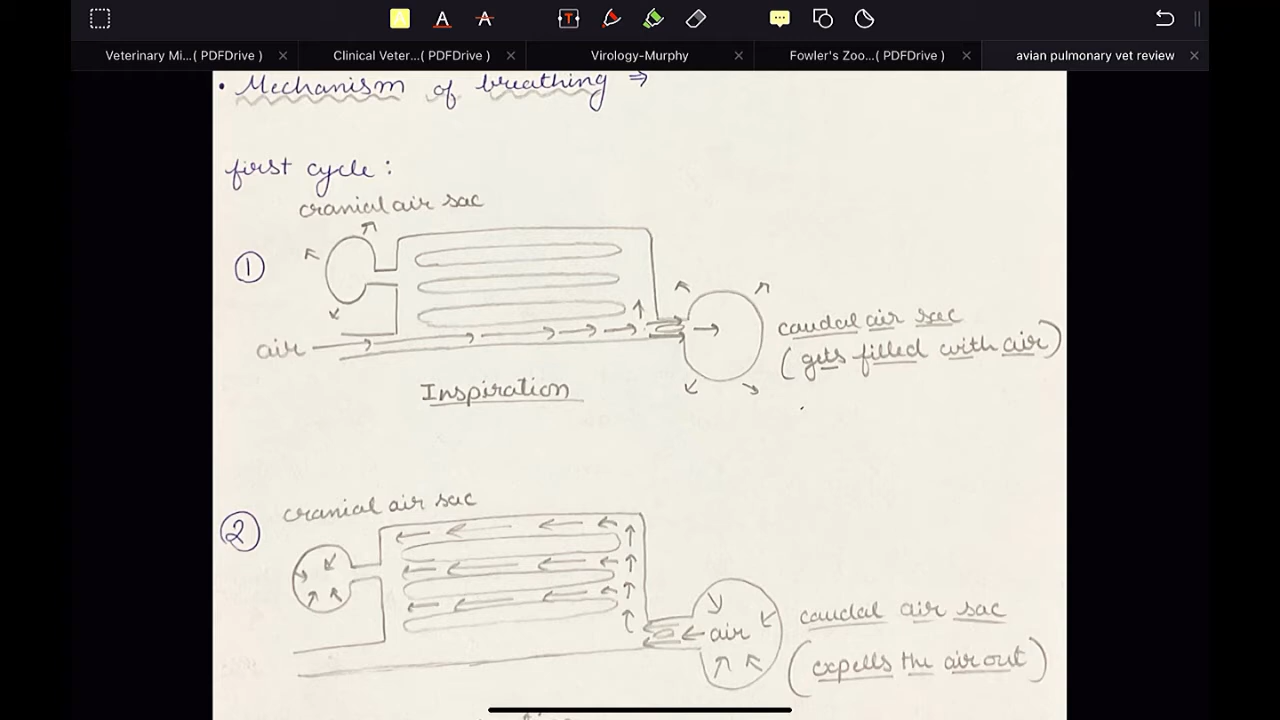 Veterinary Mi...( PDFDrive )
Clinical Veter...( PDFDrive )
Virology-Murphy
Fowler's Zoo...( PDFDrive )
avian pulmonary vet review
• Mechanism of breathing ⇒
first cycle :
cranial air sac
1
air
caudal air sac
( gets filled with air )
Inspiration
cranial air sac
2
air
caudal air sac
( expells the air out )